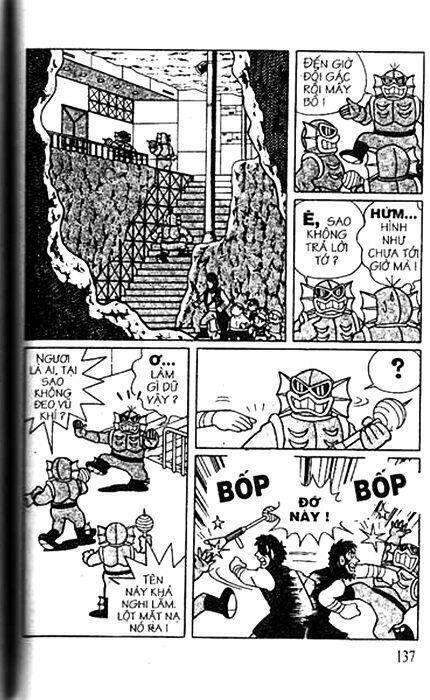 ĐẾN GIỜ
ĐỔI GÁC
RỒI MẤY
BỒ !
HỪM...
HÌNH
NHƯ
CHƯA TỚI
GIỜ MÀ !
Ê, SAO
KHÔNG
TRẢ LỜI
TỚ ?
NGƯƠI
LÀ AI, TẠI
SAO
KHÔNG
ĐEO VŨ
KHÍ ?
Ơ...
LÀM
GÌ DỮ
VẬY ?
TÊN
NÀY KHẢ
NGHI LẮM.
LỘT MẶT NẠ
NÓ RA !
?
BỐP
ĐỠ
NÀY !
BỐP
137